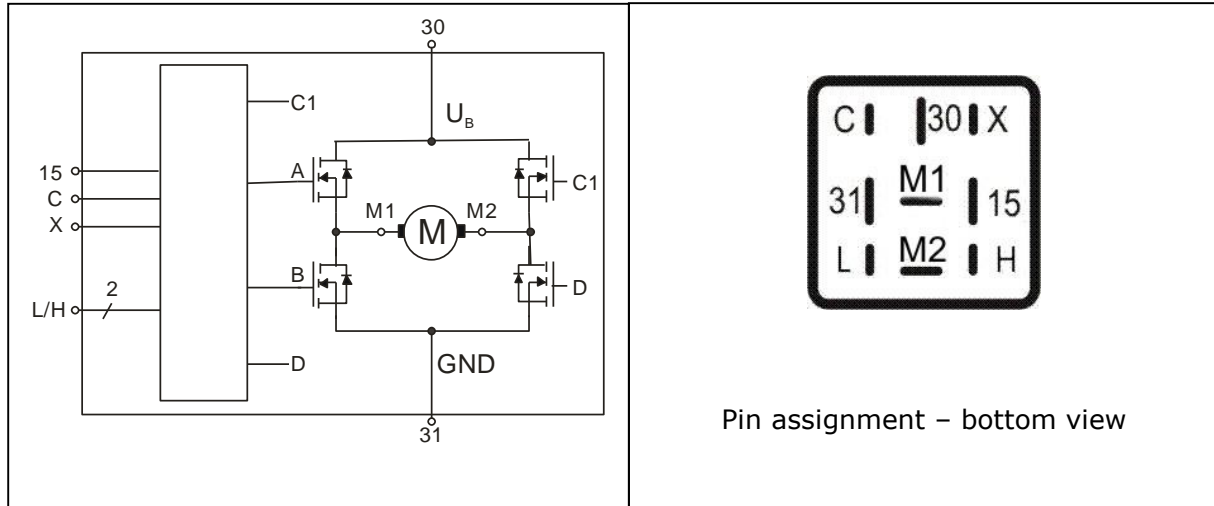 30
C1
U_B
15
C
X
A
C1
M1
M
M2
B
D
L/H
2
D
GND
31
C
30
X
31
M1
15
L
M2
H
Pin assignment – bottom view